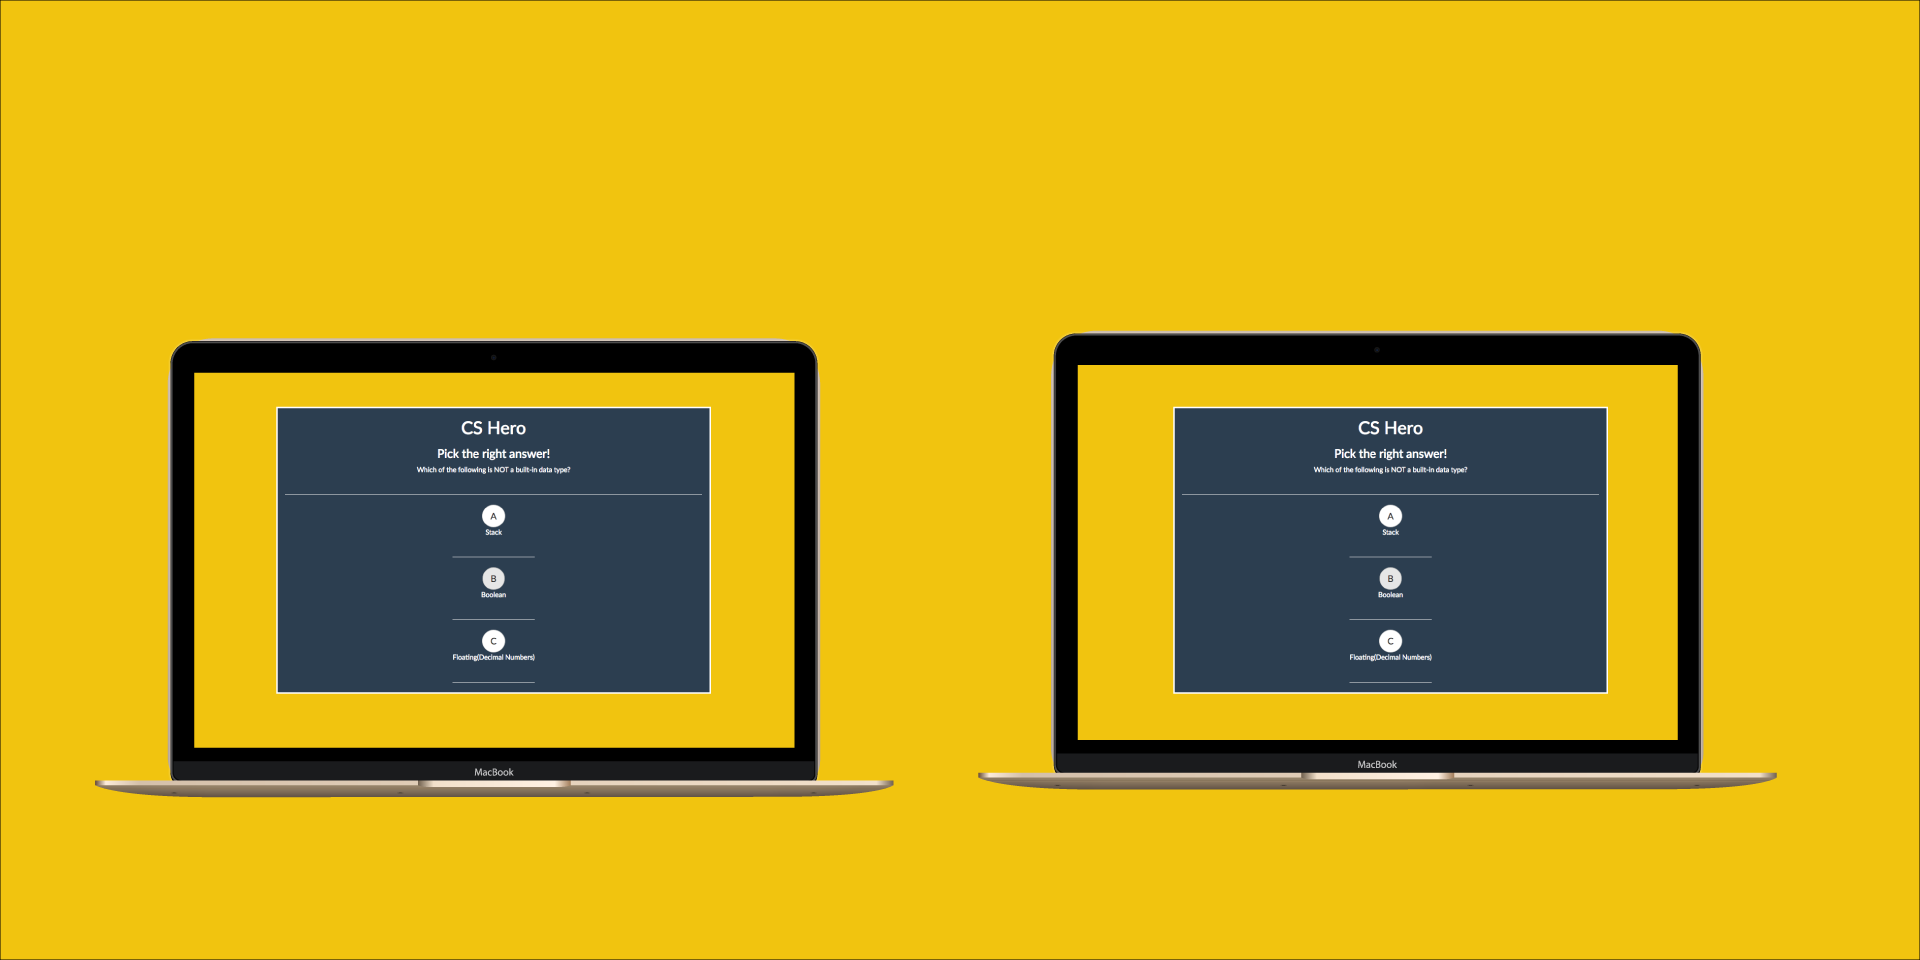 CS Hero
Pick the right answer!
Which of the following is NOT a built-in data type?
A
Stack
B
Boolean
C
Floating(Decimal Numbers)
MacBook
CS Hero
Pick the right answer!
Which of the following is NOT a built-in data type?
A
Stack
B
Boolean
C
Floating(Decimal Numbers)
MacBook